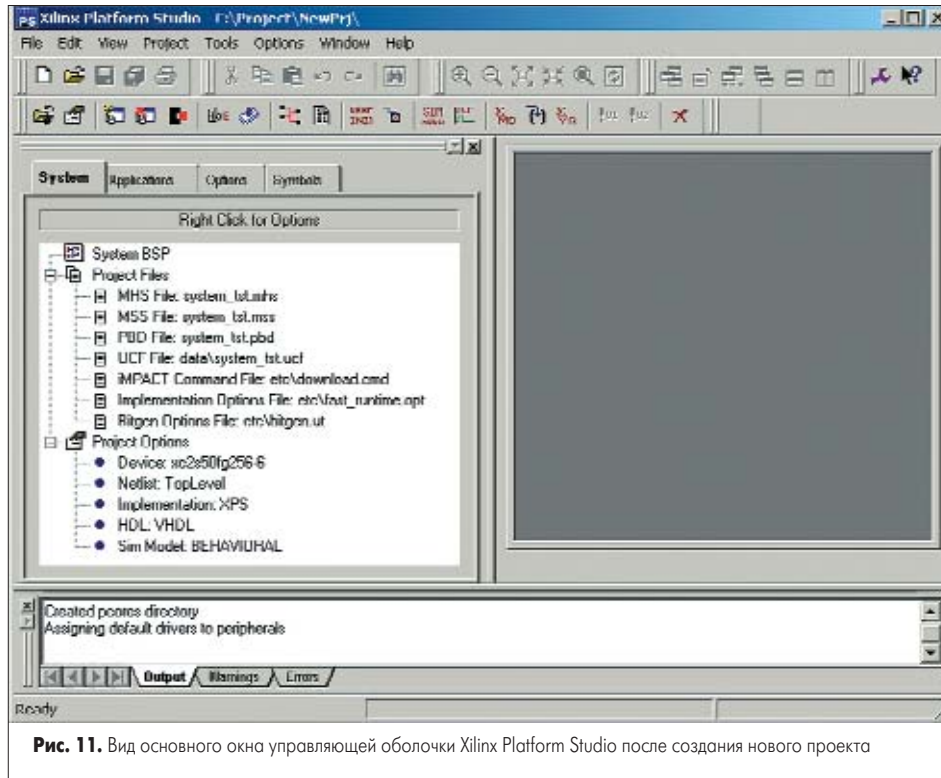 Xilinx Platform Studio C:\Project\NewPrj\
File Edit View Project Tools Options Window Help
System Applications Options Symbols
Right Click for Options
System BSP
Project Files
MHS File: system_tst.mhs
MSS File: system_tst.mss
PBD File: system_tst.pbd
UCF File: data\system_tst.ucf
iMPACT Command File: etc\download.cmd
Implementation Options File: etc\fast_runtime.opt
Bitgen Options File: etc\bitgen.ut
Project Options
Device: xc2s50fg256-6
Netlist: TopLevel
Implementation: XPS
HDL: VHDL
Sim Model: BEHAVIORAL
Created pcores directory
Assigning default drivers to peripherals
Output Warnings Errors
Ready
Рис. 11. Вид основного окна управляющей оболочки Xilinx Platform Studio после создания нового проекта